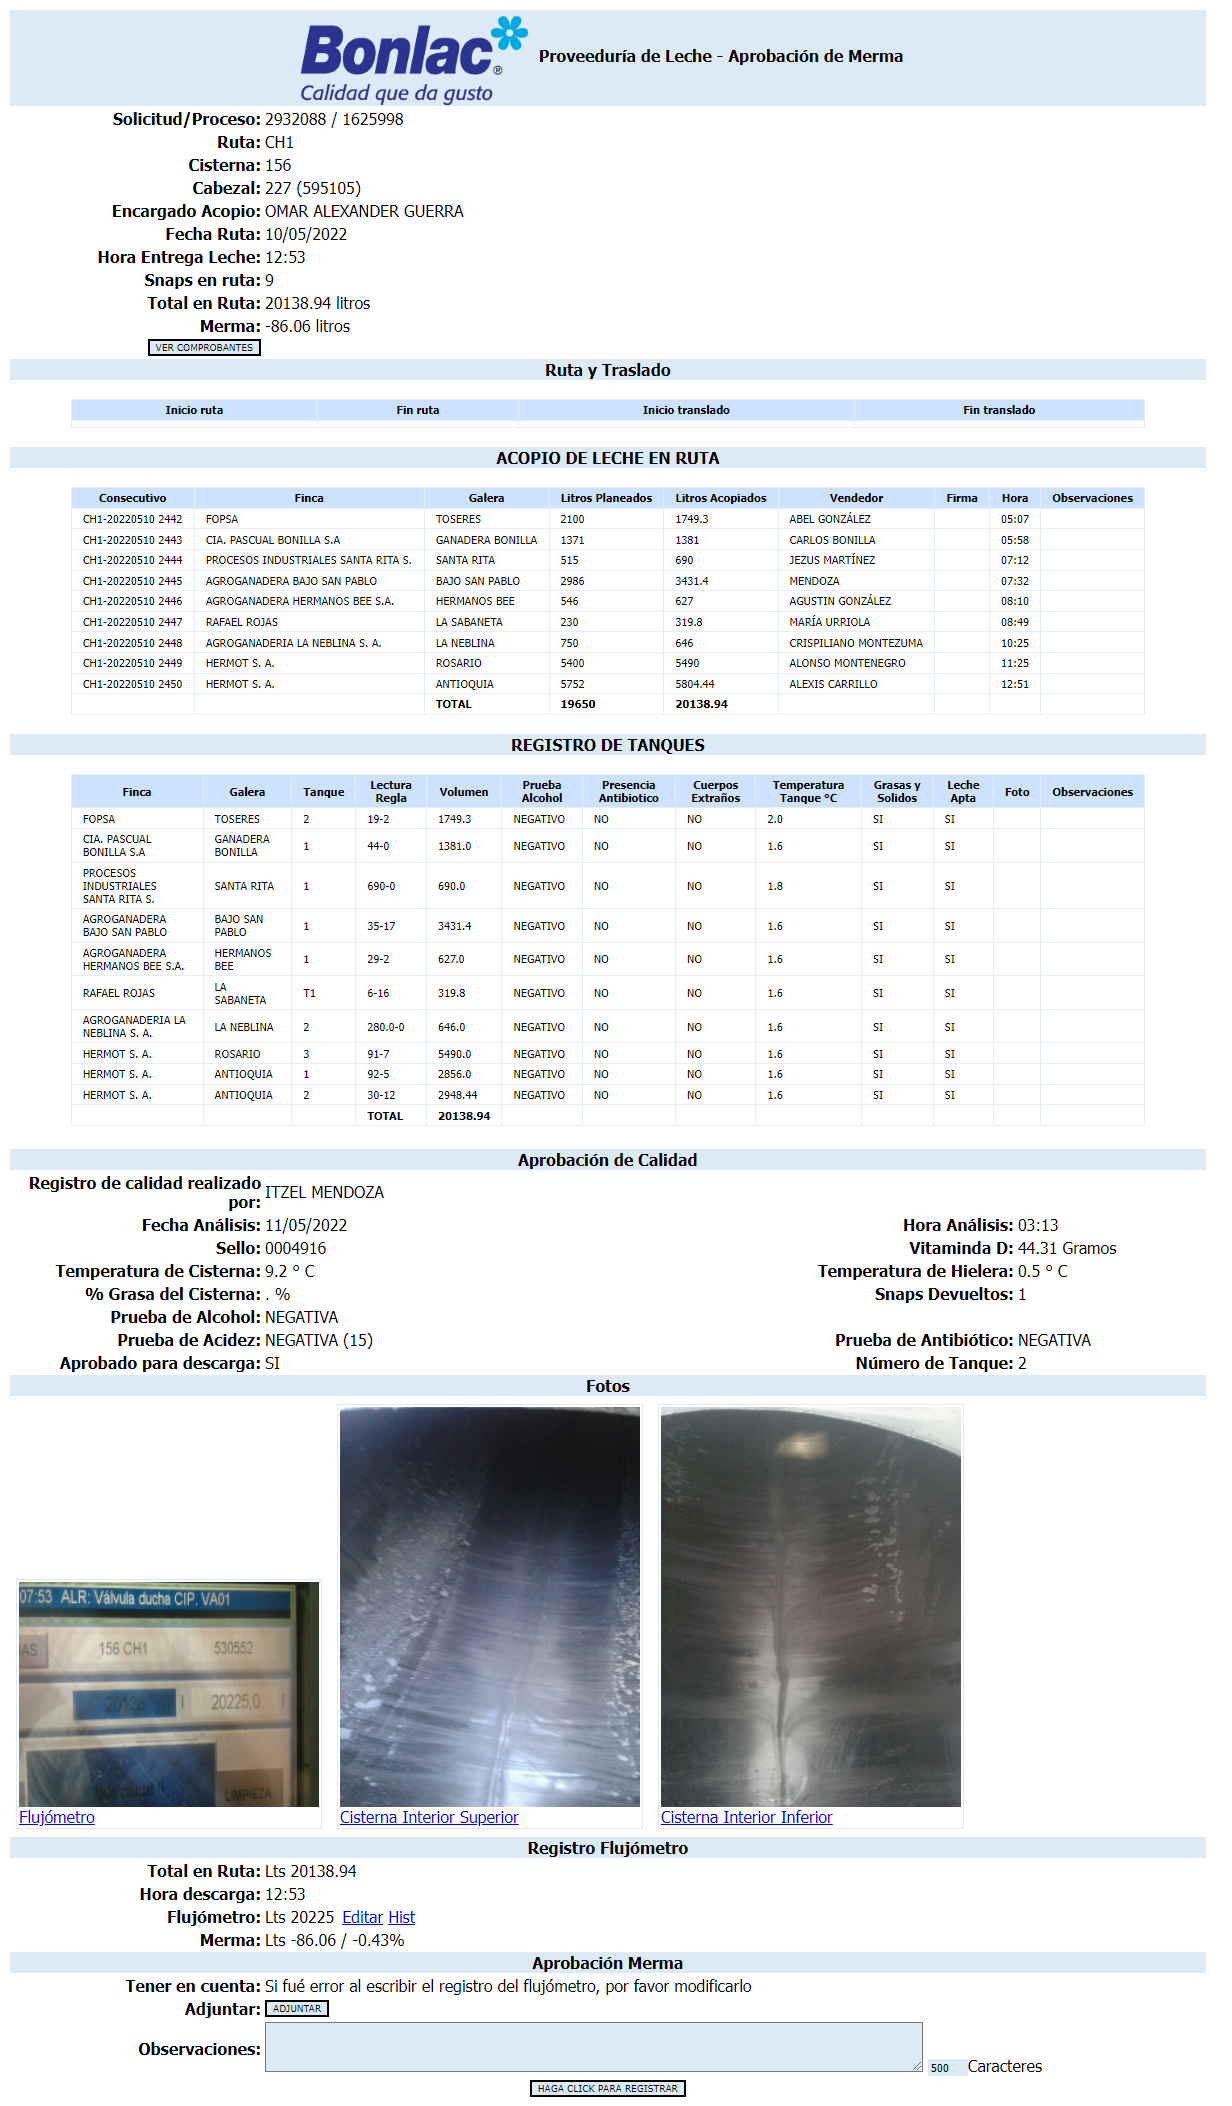 Bonlac®
Calidad que da gusto
Proveeduría de Leche - Aprobación de Merma
Solicitud/Proceso: 2932088 / 1625998
Ruta: CH1
Cisterna: 156
Cabezal: 227 (595105)
Encargado Acopio: OMAR ALEXANDER GUERRA
Fecha Ruta: 10/05/2022
Hora Entrega Leche: 12:53
Snaps en ruta: 9
Total en Ruta: 20138.94 litros
Merma: -86.06 litros
VER COMPROBANTES
Ruta y Traslado
Inicio ruta Fin ruta Inicio translado Fin translado
ACOPIO DE LECHE EN RUTA
Consecutivo Finca Galera Litros Planeados Litros Acopiados Vendedor Firma Hora Observaciones
CH1-20220510 2442 FOPSA TOSERES 2100 1749.3 ABEL GONZÁLEZ 05:07
CH1-20220510 2443 CIA. PASCUAL BONILLA S.A GANADERA BONILLA 1371 1381 CARLOS BONILLA 05:58
CH1-20220510 2444 PROCESOS INDUSTRIALES SANTA RITA S. SANTA RITA 515 690 JEZUS MARTÍNEZ 07:12
CH1-20220510 2445 AGROGANADERA BAJO SAN PABLO BAJO SAN PABLO 2986 3431.4 MENDOZA 07:32
CH1-20220510 2446 AGROGANADERA HERMANOS BEE S.A. HERMANOS BEE 546 627 AGUSTIN GONZÁLEZ 08:10
CH1-20220510 2447 RAFAEL ROJAS LA SABANETA 230 319.8 MARÍA URRIOLA 08:49
CH1-20220510 2448 AGROGANADERIA LA NEBLINA S. A. LA NEBLINA 750 646 CRISPILIANO MONTEZUMA 10:25
CH1-20220510 2449 HERMOT S. A. ROSARIO 5400 5490 ALONSO MONTENEGRO 11:25
CH1-20220510 2450 HERMOT S. A. ANTIOQUIA 5752 5804.44 ALEXIS CARRILLO 12:51
TOTAL 19650 20138.94
REGISTRO DE TANQUES
Finca Galera Tanque Lectura Regla Volumen Prueba Alcohol Presencia Antibiotico Cuerpos Extraños Temperatura Tanque °C Grasas y Solidos Leche Apta Foto Observaciones
FOPSA TOSERES 2 19-2 1749.3 NEGATIVO NO NO 2.0 SI SI
CIA. PASCUAL BONILLA S.A GANADERA BONILLA 1 44-0 1381.0 NEGATIVO NO NO 1.6 SI SI
PROCESOS INDUSTRIALES SANTA RITA S. SANTA RITA 1 690-0 690.0 NEGATIVO NO NO 1.8 SI SI
AGROGANADERA BAJO SAN PABLO BAJO SAN PABLO 1 35-17 3431.4 NEGATIVO NO NO 1.6 SI SI
AGROGANADERA HERMANOS BEE S.A. HERMANOS BEE 1 29-2 627.0 NEGATIVO NO NO 1.6 SI SI
RAFAEL ROJAS LA SABANETA T1 6-16 319.8 NEGATIVO NO NO 1.6 SI SI
AGROGANADERIA LA NEBLINA S. A. LA NEBLINA 2 280.0-0 646.0 NEGATIVO NO NO 1.6 SI SI
HERMOT S. A. ROSARIO 3 91-7 5490.0 NEGATIVO NO NO 1.6 SI SI
HERMOT S. A. ANTIOQUIA 1 92-5 2856.0 NEGATIVO NO NO 1.6 SI SI
HERMOT S. A. ANTIOQUIA 2 30-12 2948.44 NEGATIVO NO NO 1.6 SI SI
TOTAL 20138.94
Aprobación de Calidad
Registro de calidad realizado por: ITZEL MENDOZA
Fecha Análisis: 11/05/2022 Hora Análisis: 03:13
Sello: 0004916 Vitaminda D: 44.31 Gramos
Temperatura de Cisterna: 9.2 ° C Temperatura de Hielera: 0.5 ° C
% Grasa del Cisterna: . % Snaps Devueltos: 1
Prueba de Alcohol: NEGATIVA
Prueba de Acidez: NEGATIVA (15) Prueba de Antibiótico: NEGATIVA
Aprobado para descarga: SI Número de Tanque: 2
Fotos
07:53 ALR: Válvula ducha CIP. VA01
AS 156 CH1 530552
20138 l 20225,0 l
caudal !!
LIMPIEZA
Flujómetro
Cisterna Interior Superior
Cisterna Interior Inferior
Registro Flujómetro
Total en Ruta: Lts 20138.94
Hora descarga: 12:53
Flujómetro: Lts 20225 Editar Hist
Merma: Lts -86.06 / -0.43%
Aprobación Merma
Tener en cuenta: Si fué error al escribir el registro del flujómetro, por favor modificarlo
Adjuntar: ADJUNTAR
Observaciones:
500 Caracteres
HAGA CLICK PARA REGISTRAR